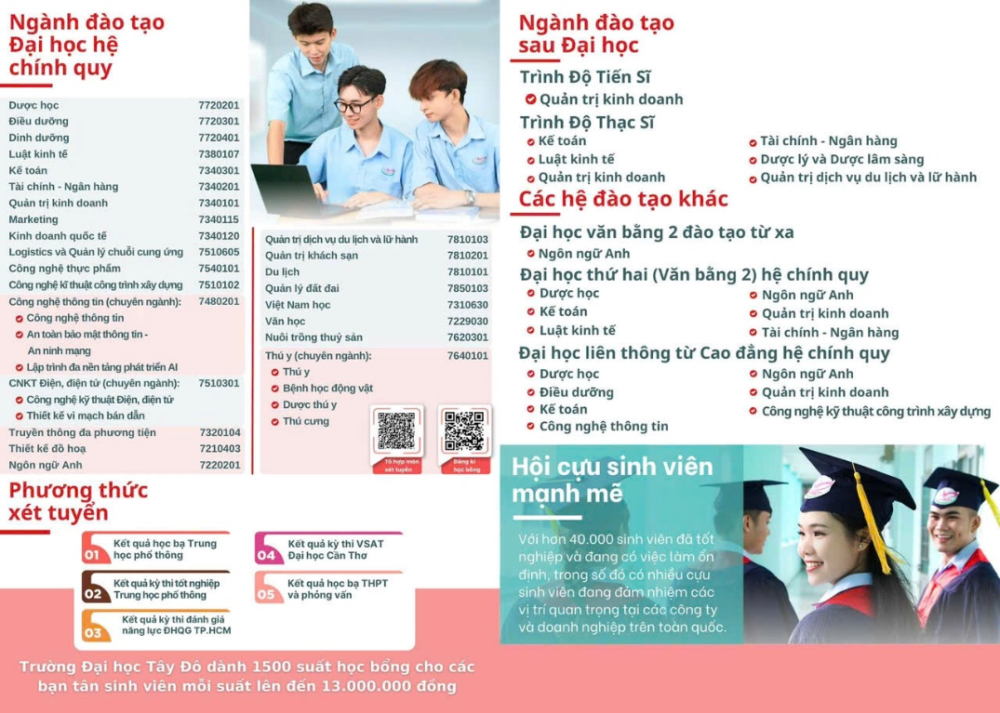 Ngành đào tạo
Đại học hệ
chính quy
Dược học 7720201
Điều dưỡng 7720301
Dinh dưỡng 7720401
Luật kinh tế 7380107
Kế toán 7340301
Tài chính - Ngân hàng 7340201
Quản trị kinh doanh 7340101
Marketing 7340115
Kinh doanh quốc tế 7340120
Logistics và Quản lý chuỗi cung ứng 7510605
Công nghệ thực phẩm 7540101
Công nghệ kĩ thuật công trình xây dựng 7510102
Công nghệ thông tin (chuyên ngành): 7480201
Công nghệ thông tin
An toàn bảo mật thông tin -
An ninh mạng
Lập trình đa nền tảng phát triển AI
CNKT Điện, điện tử (chuyên ngành): 7510301
Công nghệ kỹ thuật Điện, điện tử
Thiết kế vi mạch bán dẫn
Truyền thông đa phương tiện 7320104
Thiết kế đồ hoạ 7210403
Ngôn ngữ Anh 7220201
Quản trị dịch vụ du lịch và lữ hành 7810103
Quản trị khách sạn 7810201
Du lịch 7810101
Quản lý đất đai 7850103
Việt Nam học 7310630
Văn học 7229030
Nuôi trồng thuỷ sản 7620301
Thú y (chuyên ngành): 7640101
Thú y
Bệnh học động vật
Dược thú y
Thú cưng
Tổ hợp môn
xét tuyển
Đăng kí
học bổng
Phương thức
xét tuyển
01 Kết quả học bạ Trung
học phổ thông
02 Kết quả kỳ thi tốt nghiệp
Trung học phổ thông
03 Kết quả kỳ thi đánh giá
năng lực ĐHQG TP.HCM
04 Kết quả kỳ thi VSAT
Đại học Cần Thơ
05 Kết quả học bạ THPT
và phỏng vấn
Trường Đại học Tây Đô dành 1500 suất học bổng cho các
bạn tân sinh viên mỗi suất lên đến 13.000.000 đồng
Ngành đào tạo
sau Đại học
Trình Độ Tiến Sĩ
Quản trị kinh doanh
Trình Độ Thạc Sĩ
Kế toán
Luật kinh tế
Quản trị kinh doanh
Tài chính - Ngân hàng
Dược lý và Dược lâm sàng
Quản trị dịch vụ du lịch và lữ hành
Các hệ đào tạo khác
Đại học văn bằng 2 đào tạo từ xa
Ngôn ngữ Anh
Đại học thứ hai (Văn bằng 2) hệ chính quy
Dược học
Kế toán
Luật kinh tế
Ngôn ngữ Anh
Quản trị kinh doanh
Tài chính - Ngân hàng
Đại học liên thông từ Cao đẳng hệ chính quy
Dược học
Điều dưỡng
Kế toán
Công nghệ thông tin
Ngôn ngữ Anh
Quản trị kinh doanh
Công nghệ kỹ thuật công trình xây dựng
Hội cựu sinh viên
mạnh mẽ
Với hơn 40.000 sinh viên đã tốt
nghiệp và đang có việc làm ổn
định, trong số đó có nhiều cựu
sinh viên đang đảm nhiệm các
vị trí quan trọng tại các công ty
và doanh nghiệp trên toàn quốc.